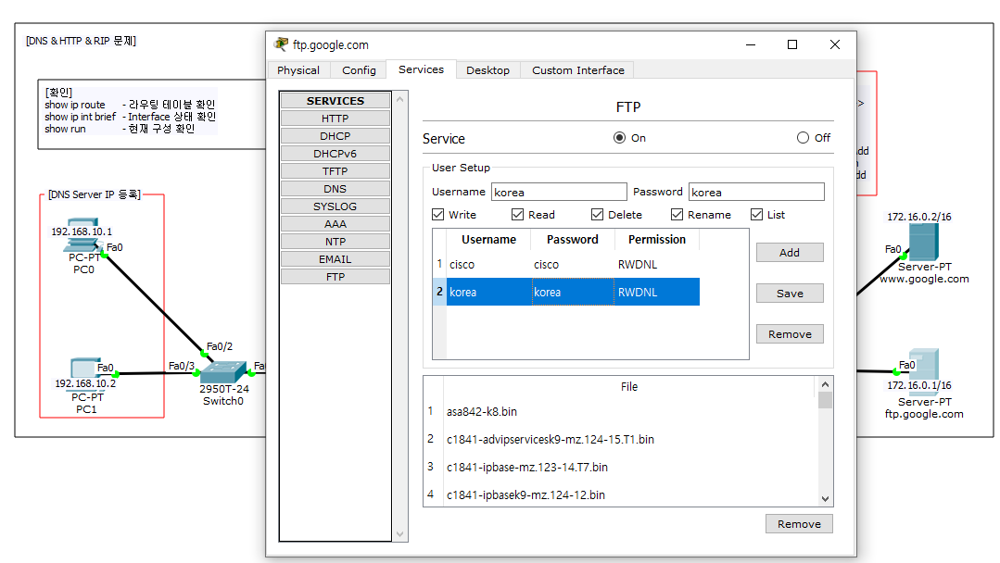 [DNS & HTTP & RIP 문제]
[확인]
show ip route - 라우팅 테이블 확인
show ip int brief - Interface 상태 확인
show run - 현재 구성 확인
[DNS Server IP 등록]
192.168.10.1
Fa0
PC-PT
PC0
Fa0/2
Fa0
Fa0/3
Fa
192.168.10.2
PC-PT
PC1
2950T-24
Switch0
ftp.google.com
Physical Config Services Desktop Custom Interface
SERVICES
HTTP
DHCP
DHCPv6
TFTP
DNS
SYSLOG
AAA
NTP
EMAIL
FTP
FTP
Service On Off
User Setup
Username korea Password korea
Write Read Delete Rename List
Username Password Permission
1 cisco cisco RWDNL
2 korea korea RWDNL
Add
Save
Remove
File
1 asa842-k8.bin
2 c1841-advipservicesk9-mz.124-15.T1.bin
3 c1841-ipbase-mz.123-14.T7.bin
4 c1841-ipbasek9-mz.124-12.bin
Remove
>
dd
dd
172.16.0.2/16
Fa0
Server-PT
www.google.com
Fa0
172.16.0.1/16
Server-PT
ftp.google.com